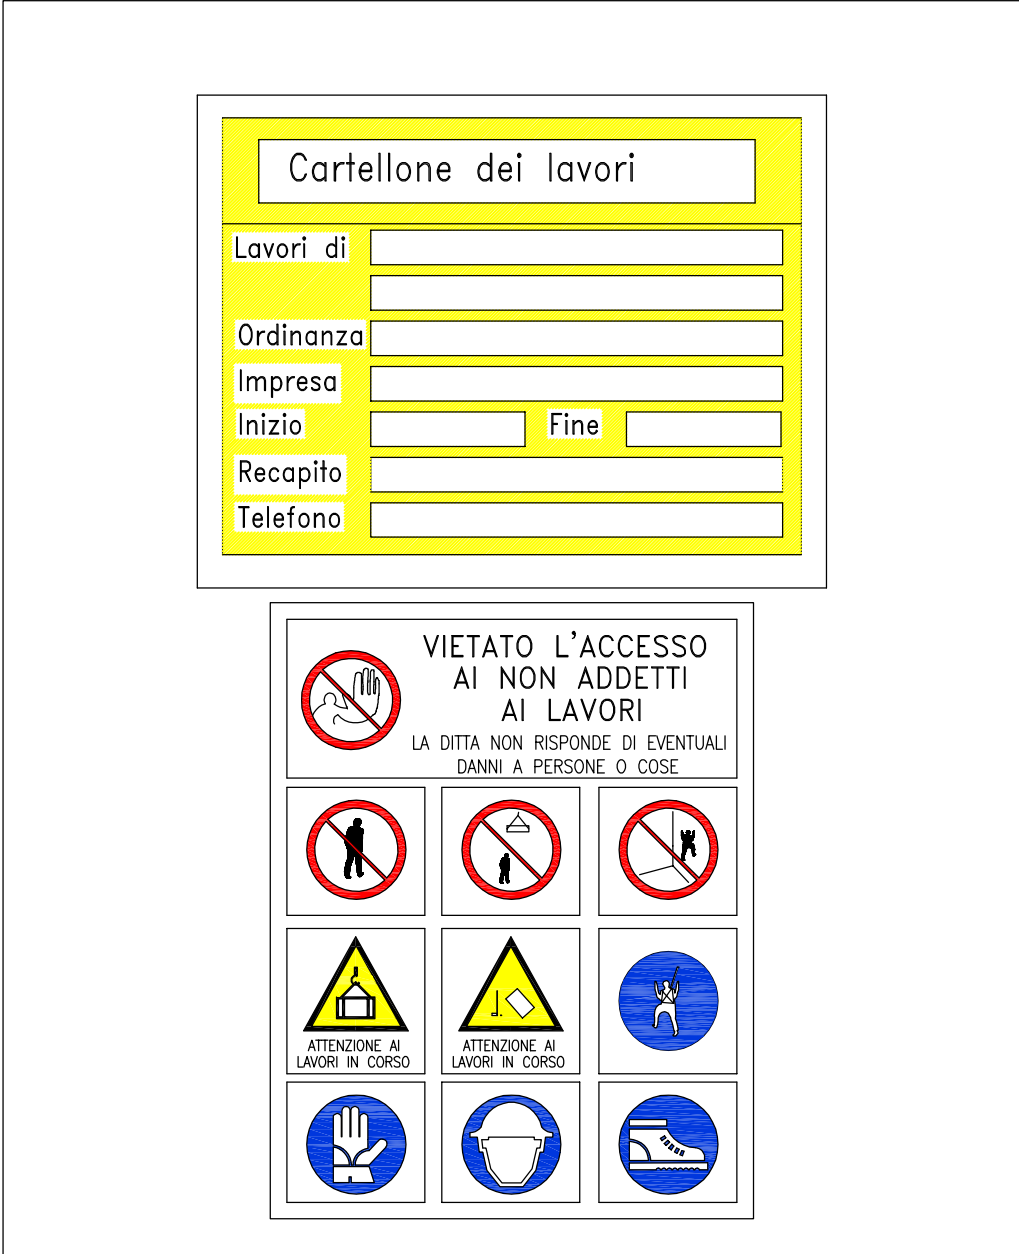 Cartellone dei lavori
Lavori di
Ordinanza
Impresa
Inizio Fine
Recapito
Telefono
VIETATO L'ACCESSO
AI NON ADDETTI
AI LAVORI
LA DITTA NON RISPONDE DI EVENTUALI
DANNI A PERSONE O COSE
ATTENZIONE AI
LAVORI IN CORSO
ATTENZIONE AI
LAVORI IN CORSO